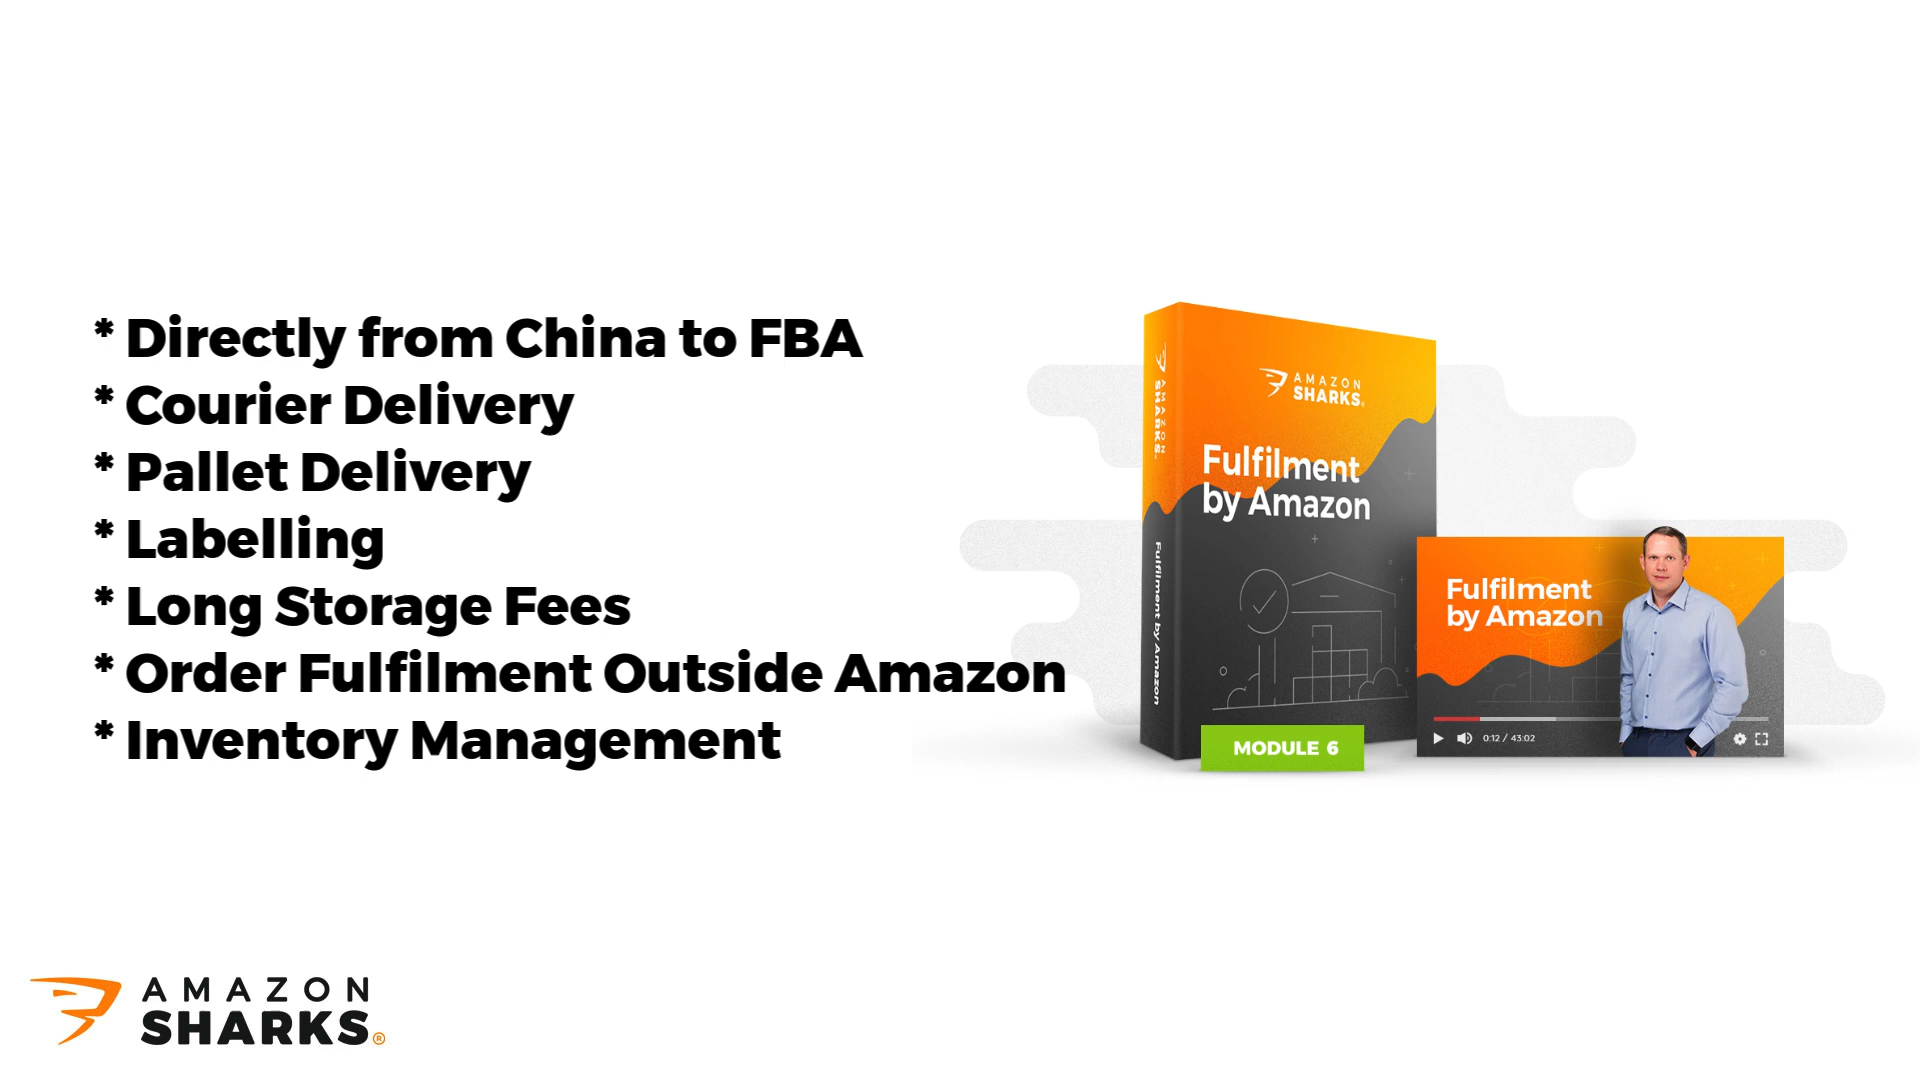 * Directly from China to FBA
* Courier Delivery
* Pallet Delivery
* Labelling
* Long Storage Fees
* Order Fulfilment Outside Amazon
* Inventory Management
AMAZON
SHARKS®
Fulfilment
by Amazon
AMAZON
SHARKS®
Fulfilment by Amazon
MODULE 6
Fulfilment
by Amazon
0:12 / 43:02
AMAZON
SHARKS®